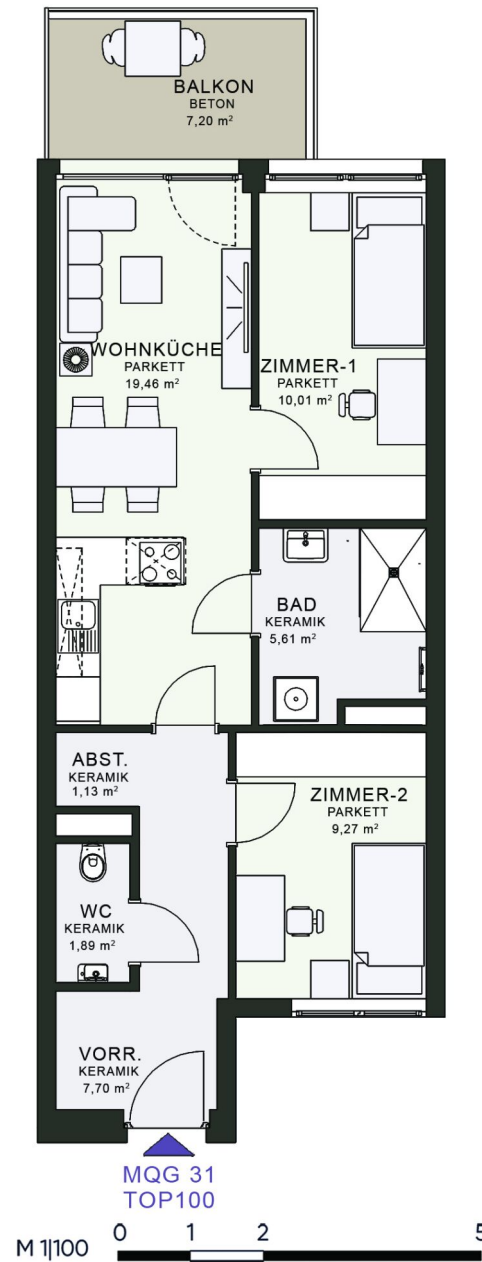 BALKON
BETON
7,20 m²
WOHNKÜCHE
PARKETT
19,46 m²
ZIMMER-1
PARKETT
10,01 m²
BAD
KERAMIK
5,61 m²
ABST.
KERAMIK
1,13 m²
ZIMMER-2
PARKETT
9,27 m²
WC
KERAMIK
1,89 m²
VORR.
KERAMIK
7,70 m²
MQG 31
TOP100
M 1|100
0 1 2 5